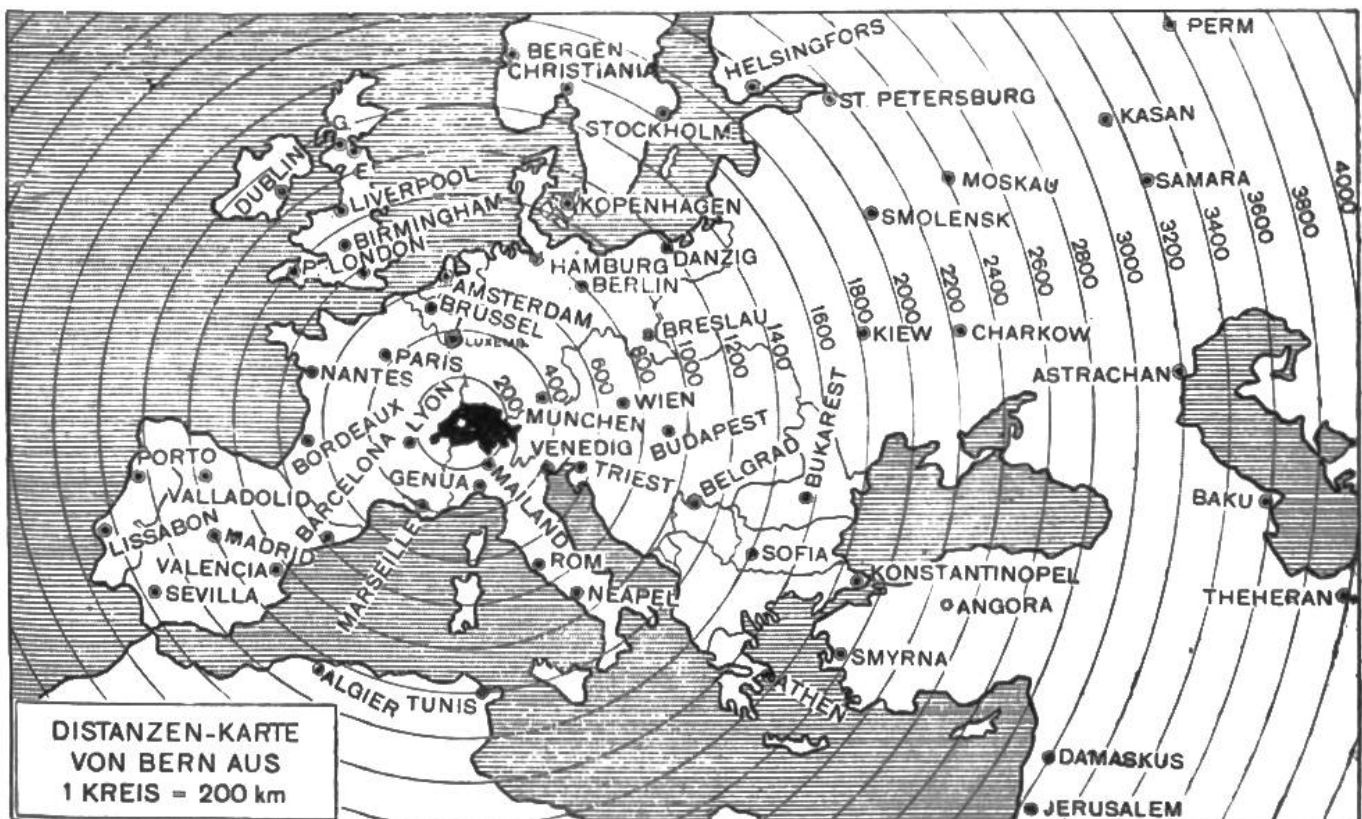 PERM
BERGEN
CHRISTIANIA
HELSINGFORS
ST. PETERSBURG
KASAN
G.
E.
STOCKHOLM
DUBLIN
LIVERPOOL
KOPENHAGEN
MOSKAU
SAMARA
SMOLENSK
BIRMINGHAM
P.
LONDON
HAMBURG
DANZIG
BERLIN
AMSTERDAM
BRÜSSEL
BRESLAU
KIEW
CHARKOW
LUXEMB.
PARIS
NANTES
ASTRACHAN
200
400
600
800
1000
1200
1400
1600
1800
2000
2200
2400
2600
2800
3000
3200
3400
3600
3800
4000
WIEN
MÜNCHEN
BORDEAUX
LYON
BUDAPEST
VENEDIG
TRIEST
PORTO
VALLADOLID
BARCELONA
GENUA
MAILAND
BELGRAD
BUKAREST
BAKU
LISSABON
MADRID
VALENCIA
SEVILLA
MARSEILLE
ROM
NEAPEL
SOFIA
KONSTANTINOPEL
ANGORA
THEHERAN
SMYRNA
ATHEN
ALGIER
TUNIS
DAMASKUS
JERUSALEM
DISTANZEN-KARTE
VON BERN AUS
1 KREIS = 200 km